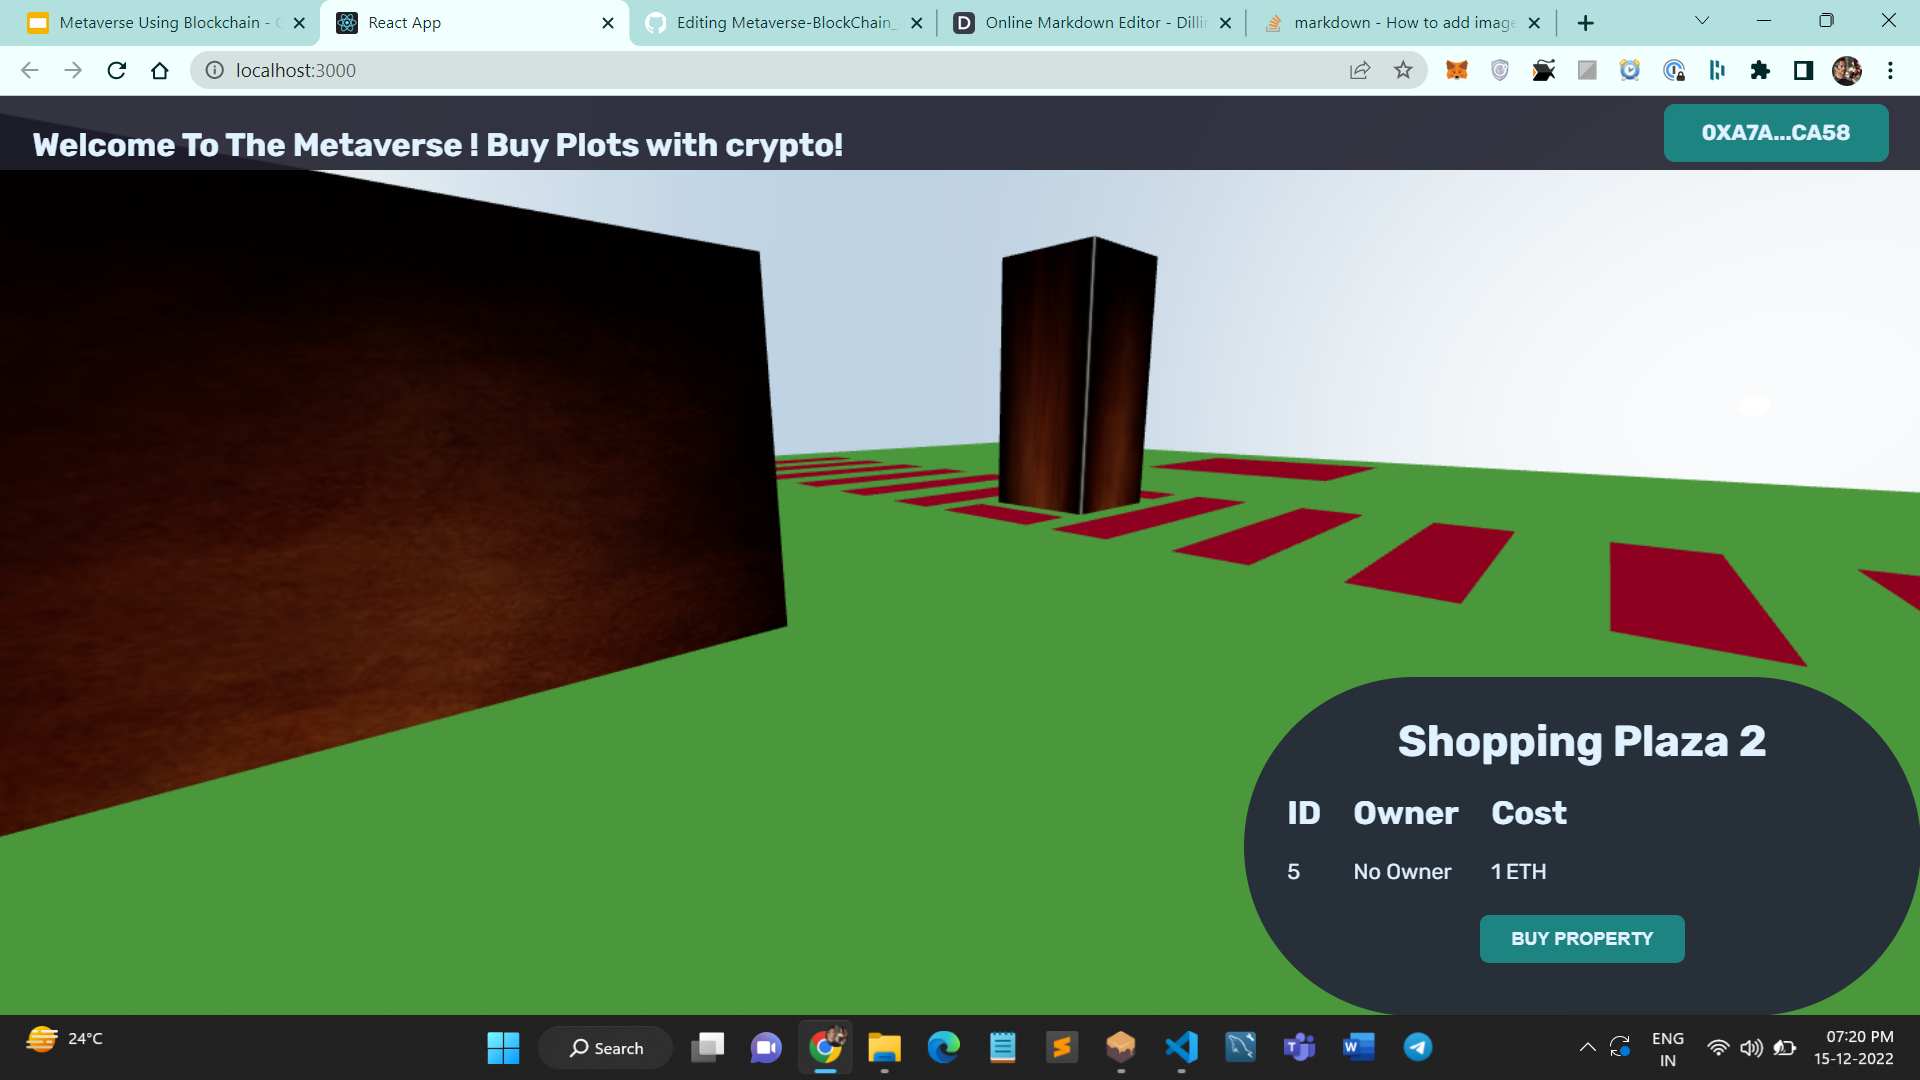 Metaverse Using Blockchain -
React App
Editing Metaverse-BlockChain_
Online Markdown Editor - Dilli
markdown - How to add image
localhost:3000
Welcome To The Metaverse ! Buy Plots with crypto!
0XA7A...CA58
Shopping Plaza 2
ID Owner Cost
5 No Owner 1 ETH
BUY PROPERTY
24°C
Search
ENG
IN
07:20 PM
15-12-2022